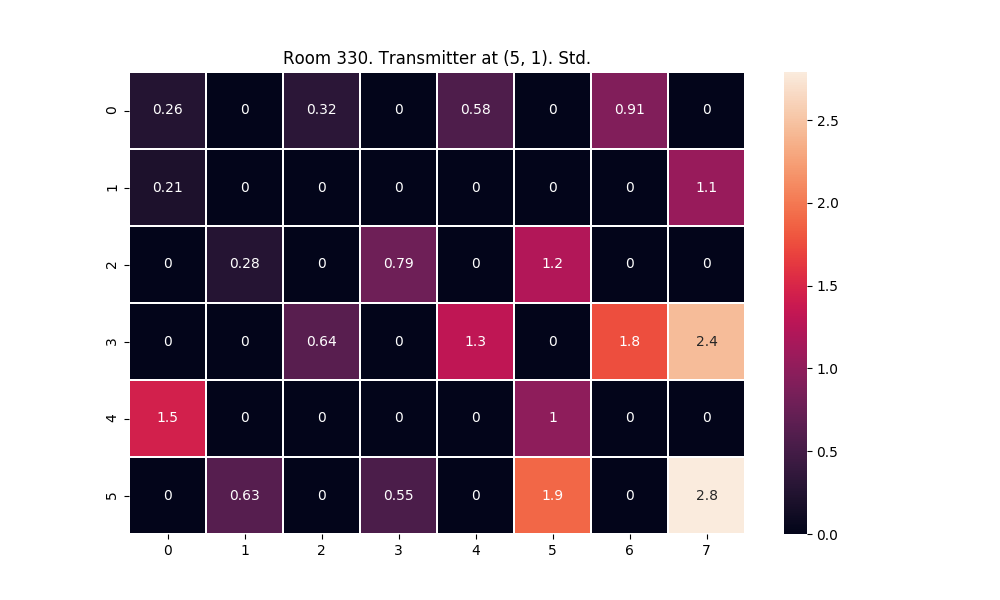 Room 330. Transmitter at (5, 1). Std.
0 0.26 0 0.32 0 0.58 0 0.91 0
1 0.21 0 0 0 0 0 0 1.1
2 0 0.28 0 0.79 0 1.2 0 0
3 0 0 0.64 0 1.3 0 1.8 2.4
4 1.5 0 0 0 0 1 0 0
5 0 0.63 0 0.55 0 1.9 0 2.8
0 1 2 3 4 5 6 7
2.5
2.0
1.5
1.0
0.5
0.0